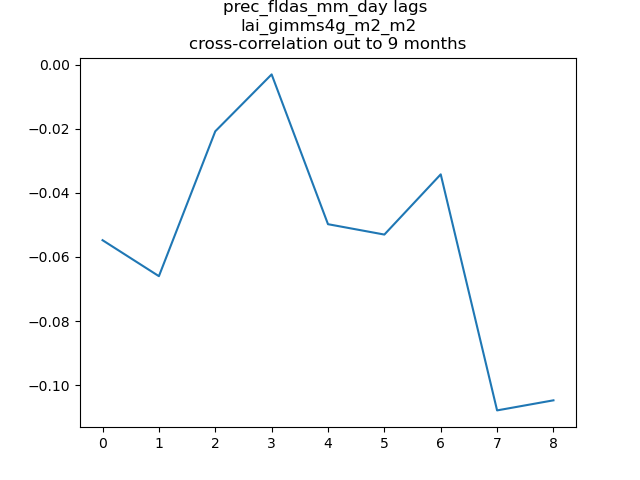 prec_fldas_mm_day lags
lai_gimms4g_m2_m2
cross-correlation out to 9 months
0.00
−0.02
−0.04
−0.06
−0.08
−0.10
0 1 2 3 4 5 6 7 8